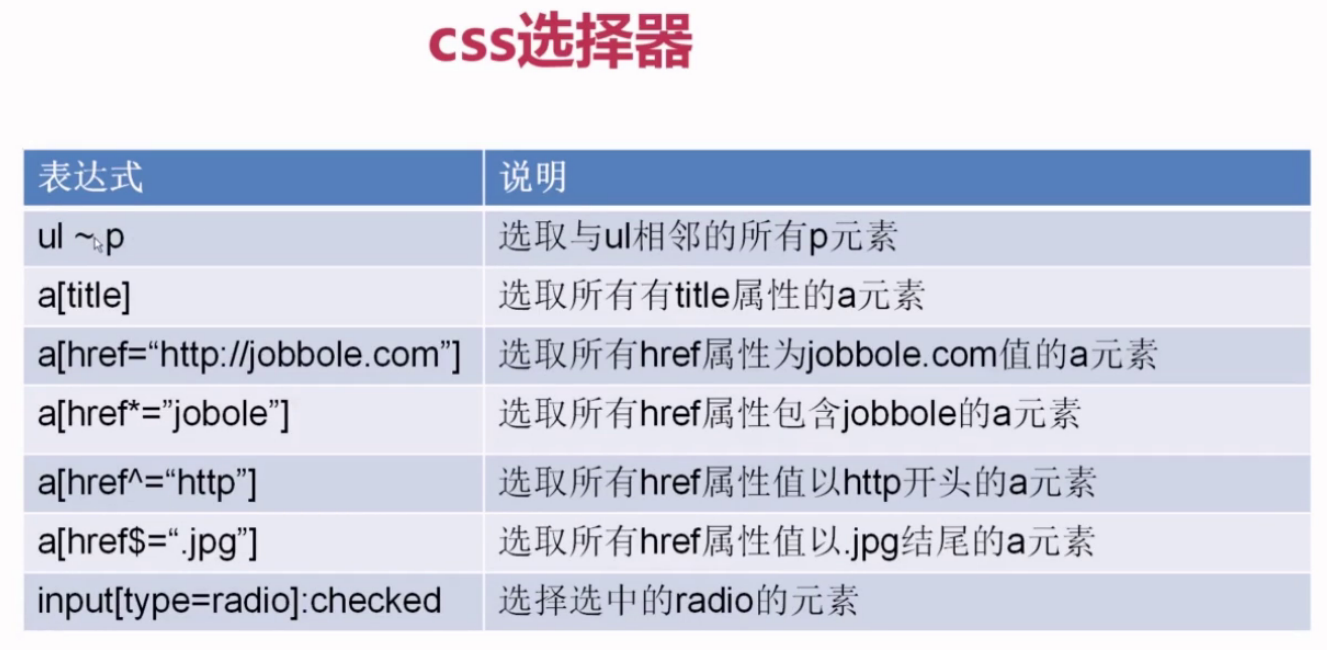 css选择器
表达式 说明
ul ~ p 选取与ul相邻的所有p元素
a[title] 选取所有有title属性的a元素
a[href=“http://jobbole.com”] 选取所有href属性为jobbole.com值的a元素
a[href*=”jobole”] 选取所有href属性包含jobbole的a元素
a[href^=“http”] 选取所有href属性值以http开头的a元素
a[href$=“.jpg”] 选取所有href属性值以.jpg结尾的a元素
input[type=radio]:checked 选择选中的radio的元素